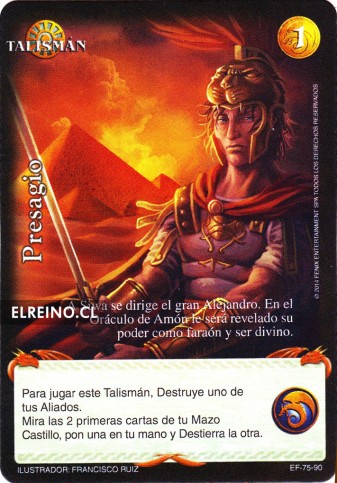 TALISMÁN
1
Presagio
© 2014 FENIX ENTERTAINMENT SPA TODOS LOS DERECHOS RESERVADOS
A Siwa se dirige el gran Alejandro. En el
ELREINO.CL
Oráculo de Amón le será revelado su
poder como faraón y ser divino.
Para jugar este Talismán, Destruye uno de
tus Aliados.
Mira las 2 primeras cartas de tu Mazo
Castillo, pon una en tu mano y Destierra la otra.
ILUSTRADOR: FRANCISCO RUIZ
EF-75-90